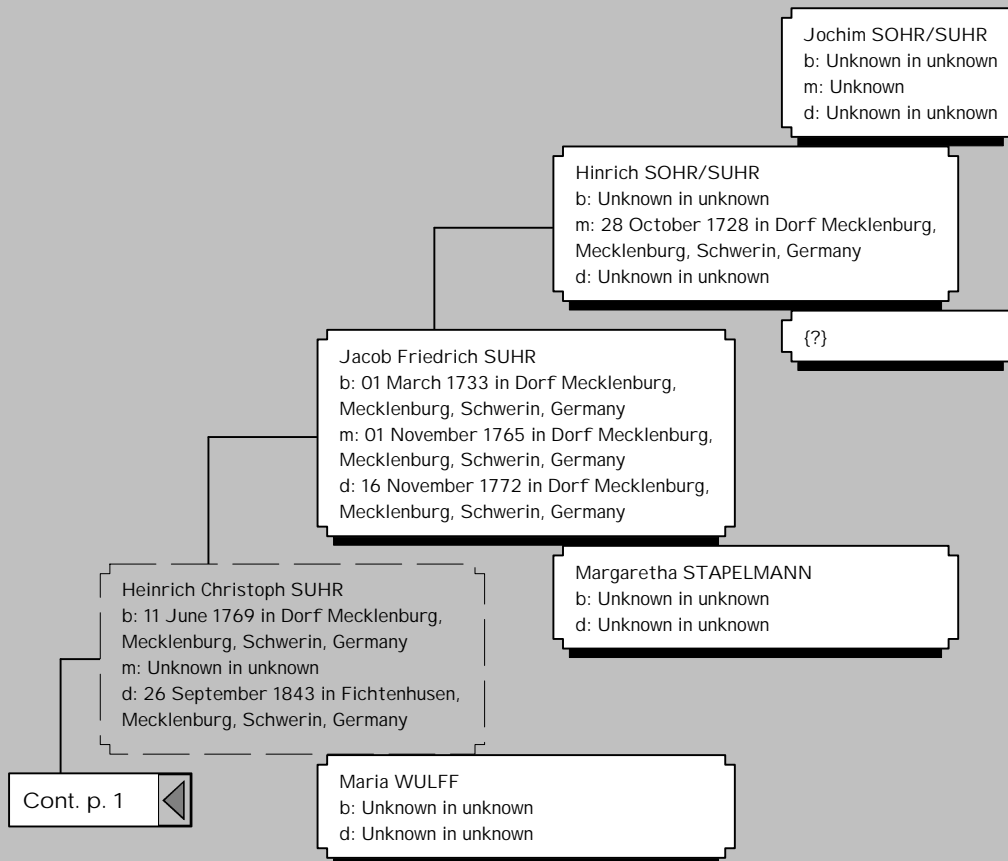 Jochim SOHR/SUHR
b: Unknown in unknown
m: Unknown
d: Unknown in unknown
Hinrich SOHR/SUHR
b: Unknown in unknown
m: 28 October 1728 in Dorf Mecklenburg,
Mecklenburg, Schwerin, Germany
d: Unknown in unknown
{?}
Jacob Friedrich SUHR
b: 01 March 1733 in Dorf Mecklenburg,
Mecklenburg, Schwerin, Germany
m: 01 November 1765 in Dorf Mecklenburg,
Mecklenburg, Schwerin, Germany
d: 16 November 1772 in Dorf Mecklenburg,
Mecklenburg, Schwerin, Germany
Margaretha STAPELMANN
b: Unknown in unknown
d: Unknown in unknown
Heinrich Christoph SUHR
b: 11 June 1769 in Dorf Mecklenburg,
Mecklenburg, Schwerin, Germany
m: Unknown in unknown
d: 26 September 1843 in Fichtenhusen,
Mecklenburg, Schwerin, Germany
Maria WULFF
b: Unknown in unknown
d: Unknown in unknown
Cont. p. 1